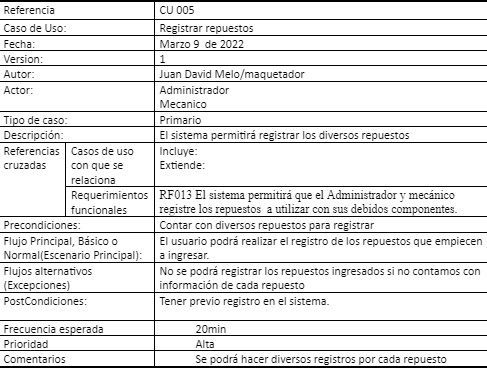 Referencia CU 005
Caso de Uso: Registrar repuestos
Fecha: Marzo 9 de 2022
Version: 1
Autor: Juan David Melo/maquetador
Actor: Administrador
Mecanico
Tipo de caso: Primario
Descripción: El sistema permitirá registrar los diversos repuestos
Referencias Casos de uso Incluye:
cruzadas con que se Extiende:
relaciona
Requerimientos RF013 El sistema permitirá que el Administrador y mecánico
funcionales registre los repuestos a utilizar con sus debidos componentes.
Precondiciones: Contar con diversos repuestos para registrar
Flujo Principal, Básico o El usuario podrá realizar el registro de los repuestos que empiecen
Normal(Escenario Principal): a ingresar.
Flujos alternativos No se podrá registrar los repuestos ingresados si no contamos con
(Excepciones) información de cada repuesto
PostCondiciones: Tener previo registro en el sistema.
Frecuencia esperada 20min
Prioridad Alta
Comentarios Se podrá hacer diversos registros por cada repuesto